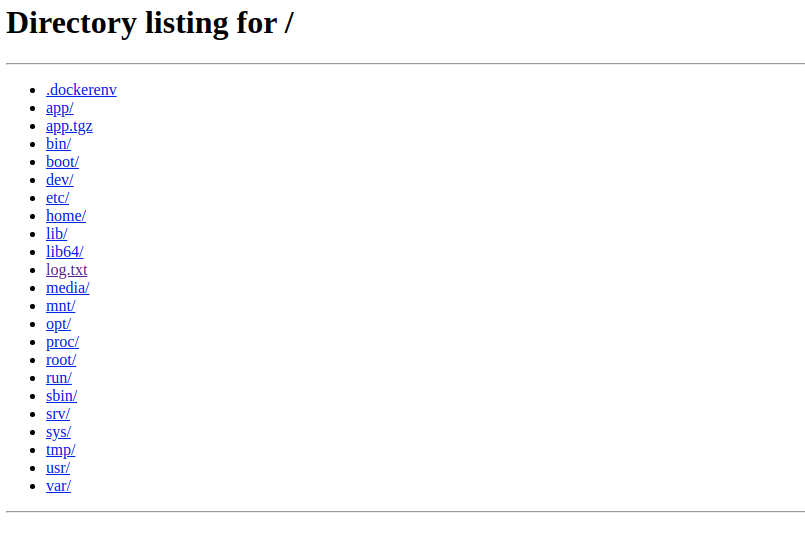 Directory listing for /
.dockerenv
app/
app.tgz
bin/
boot/
dev/
etc/
home/
lib/
lib64/
log.txt
media/
mnt/
opt/
proc/
root/
run/
sbin/
srv/
sys/
tmp/
usr/
var/